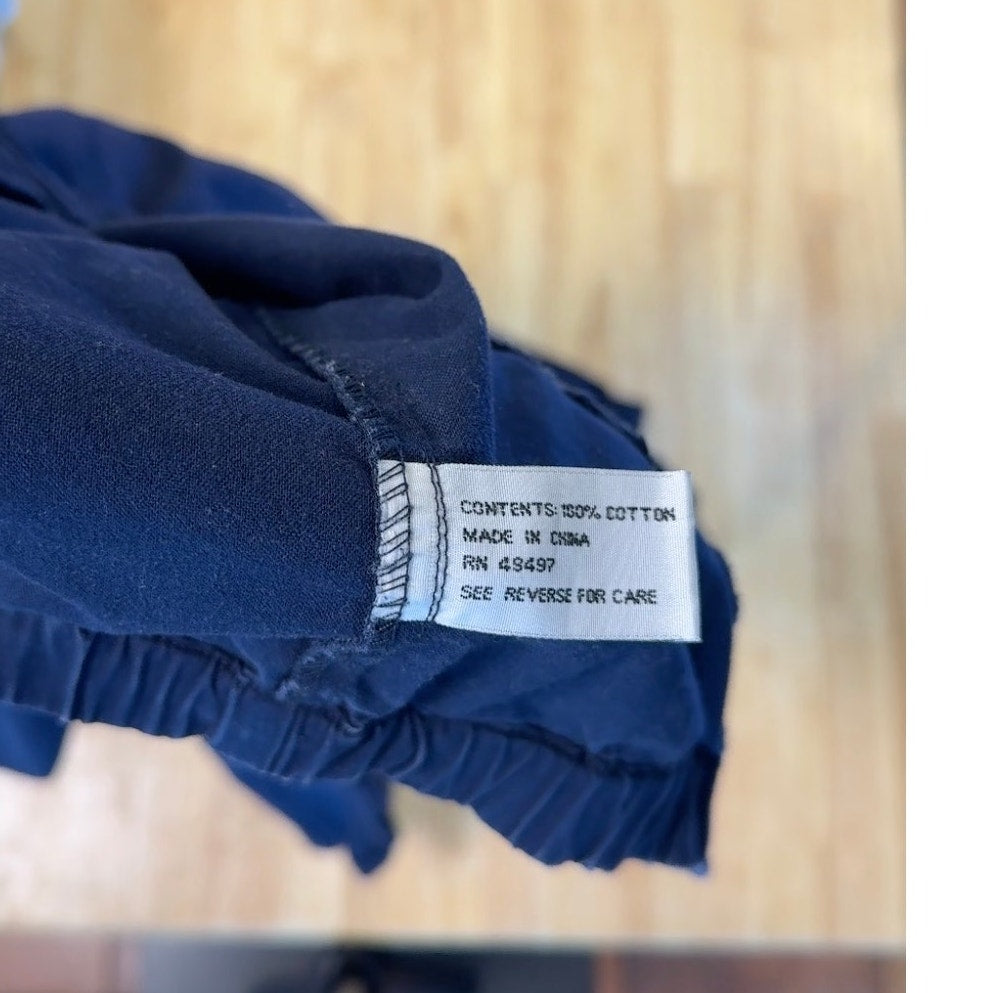 CONTENTS: 100% COTTON
MADE IN CHINA
RN 49497
SEE REVERSE FOR CARE